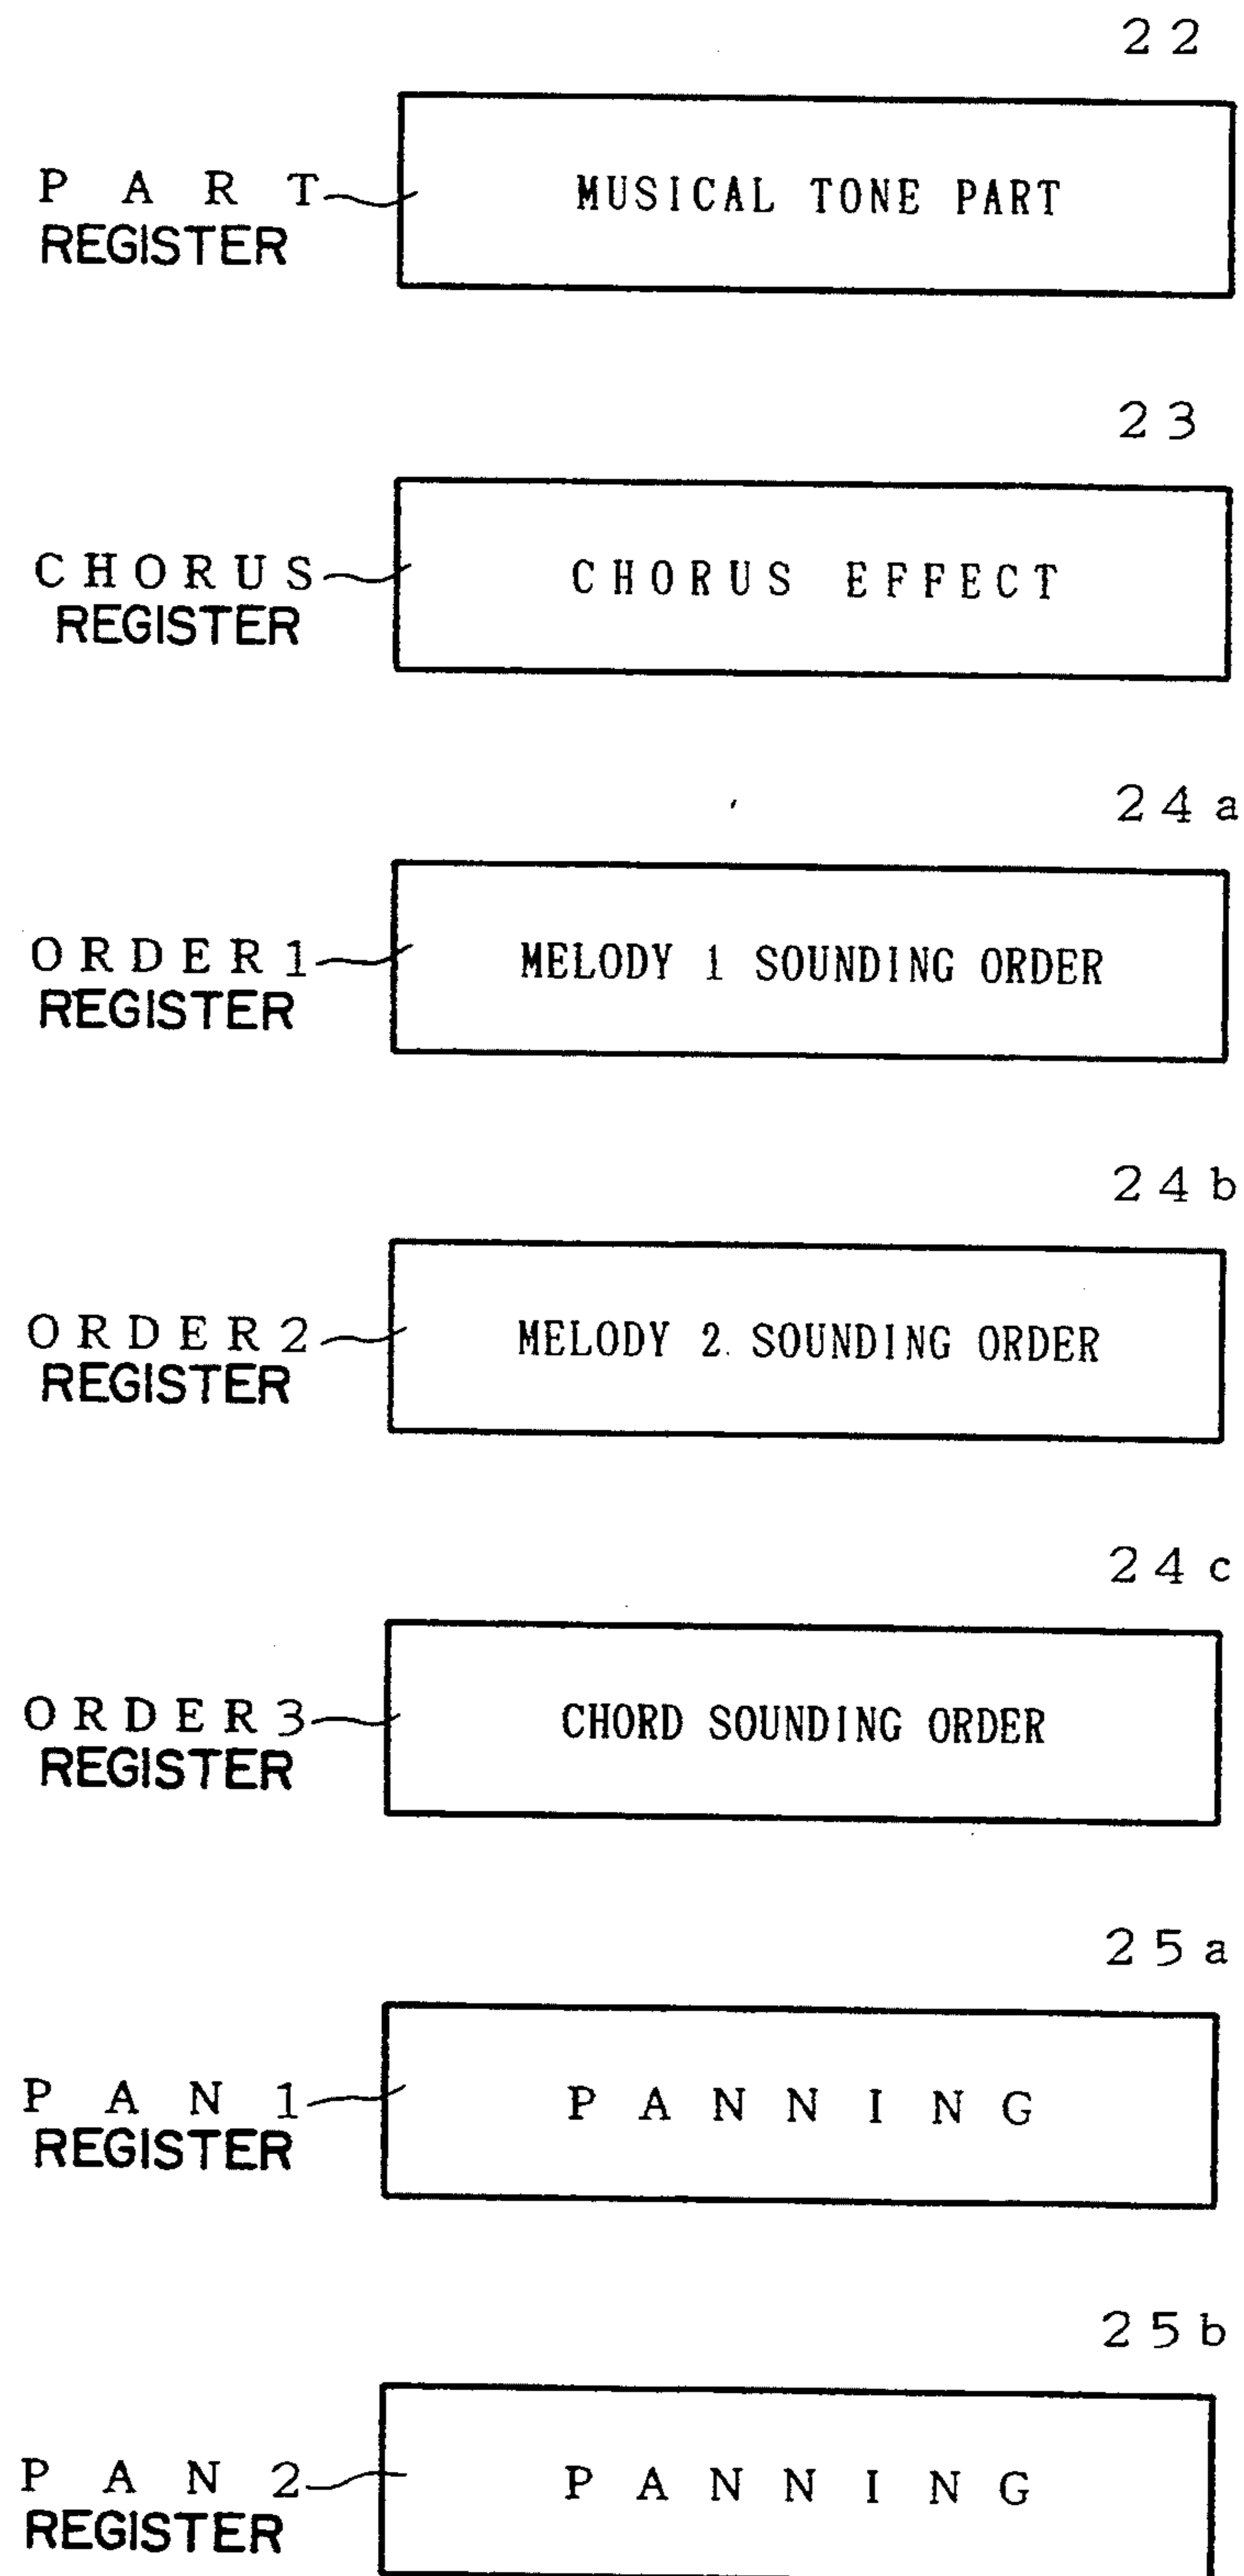 22
PART
REGISTER
MUSICAL TONE PART
23
CHORUS
REGISTER
CHORUS EFFECT
24a
ORDER1
REGISTER
MELODY 1 SOUNDING ORDER
24b
ORDER2
REGISTER
MELODY 2 SOUNDING ORDER
24c
ORDER3
REGISTER
CHORD SOUNDING ORDER
25a
PAN1
REGISTER
PANNING
25b
PAN2
REGISTER
PANNING